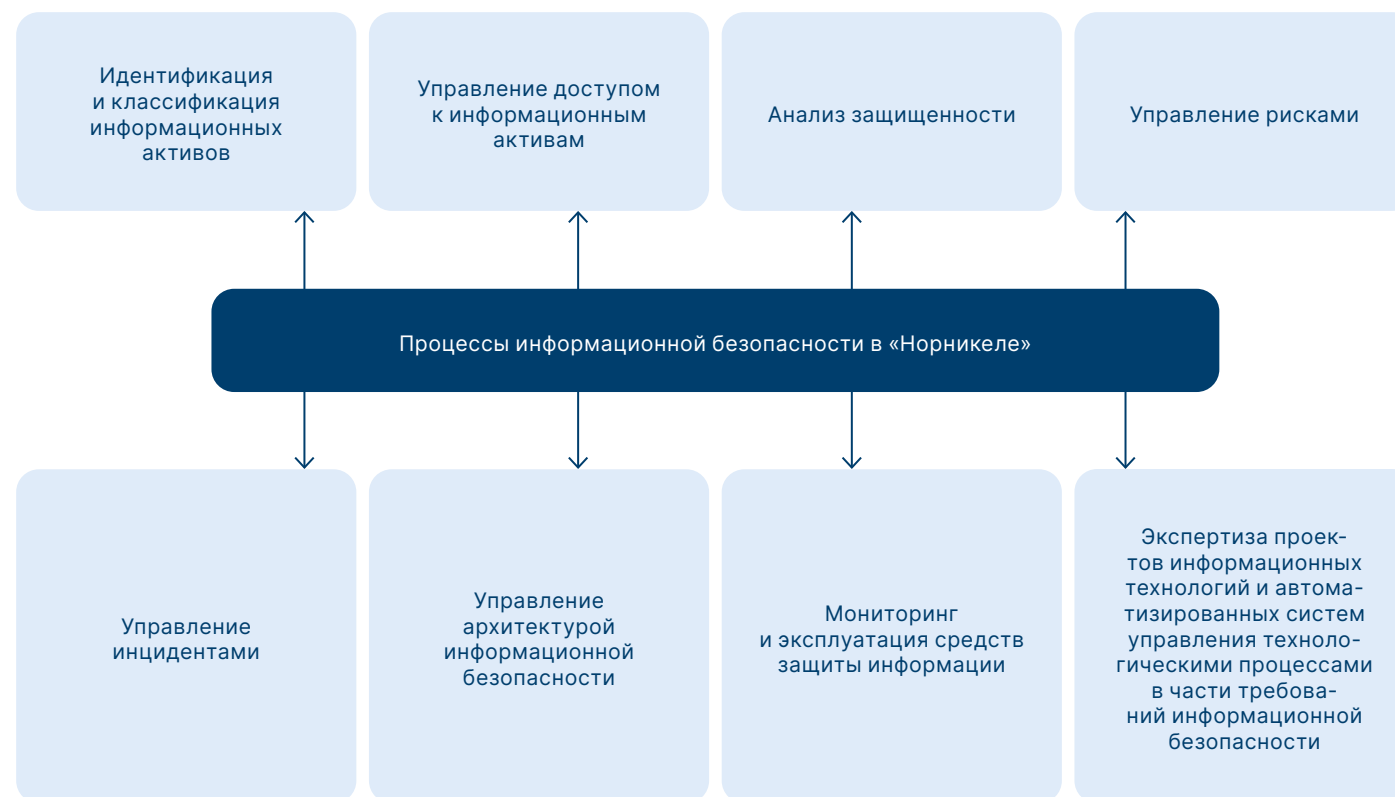 Идентификация
и классификация
информационных
активов
Управление доступом
к информационным
активам
Анализ защищенности
Управление рисками
Процессы информационной безопасности в «Норникеле»
Управление
инцидентами
Управление
архитектурой
информационной
безопасности
Мониторинг
и эксплуатация средств
защиты информации
Экспертиза проек-
тов информационных
технологий и автома-
тизированных систем
управления техноло-
гическими процессами
в части требова-
ний информационной
безопасности